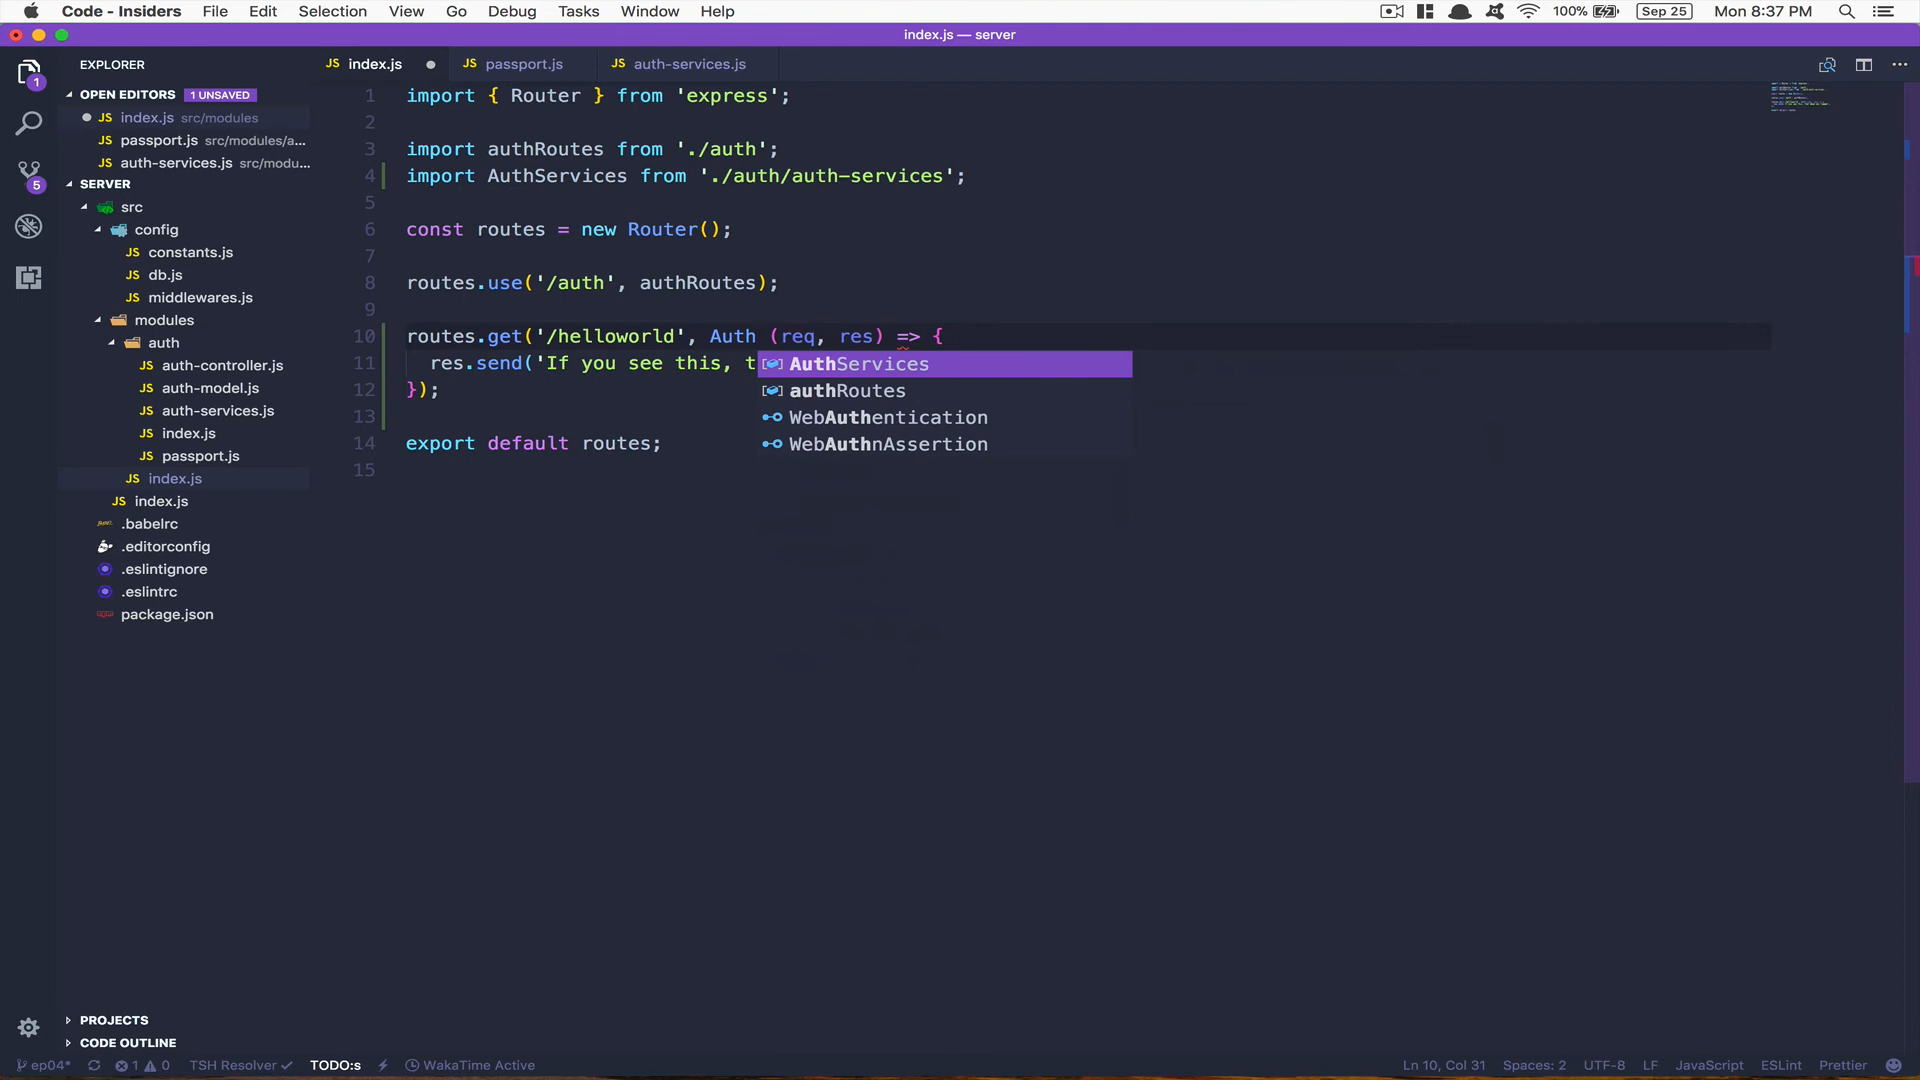 Code - Insiders File Edit Selection View Go Debug Tasks Window Help 100% Sep 25 Mon 8:37 PM
index.js — server
EXPLORER
JS index.js JS passport.js JS auth-services.js
OPEN EDITORS 1 UNSAVED
JS index.js src/modules
JS passport.js src/modules/a...
JS auth-services.js src/modu...
SERVER
src
config
JS constants.js
JS db.js
JS middlewares.js
modules
auth
JS auth-controller.js
JS auth-model.js
JS auth-services.js
JS index.js
JS passport.js
JS index.js
JS index.js
.babelrc
.editorconfig
.eslintignore
.eslintrc
package.json
PROJECTS
CODE OUTLINE
1
5
1 import { Router } from 'express';
2
3 import authRoutes from './auth';
4 import AuthServices from './auth/auth-services';
5
6 const routes = new Router();
7
8 routes.use('/auth', authRoutes);
9
10 routes.get('/helloworld', Auth (req, res) => {
11 res.send('If you see this, t
12 });
13
14 export default routes;
15
AuthServices
authRoutes
WebAuthentication
WebAuthnAssertion
ep04* 1 0 TSH Resolver TODO:s WakaTime Active Ln 10, Col 31 Spaces: 2 UTF-8 LF JavaScript ESLint Prettier